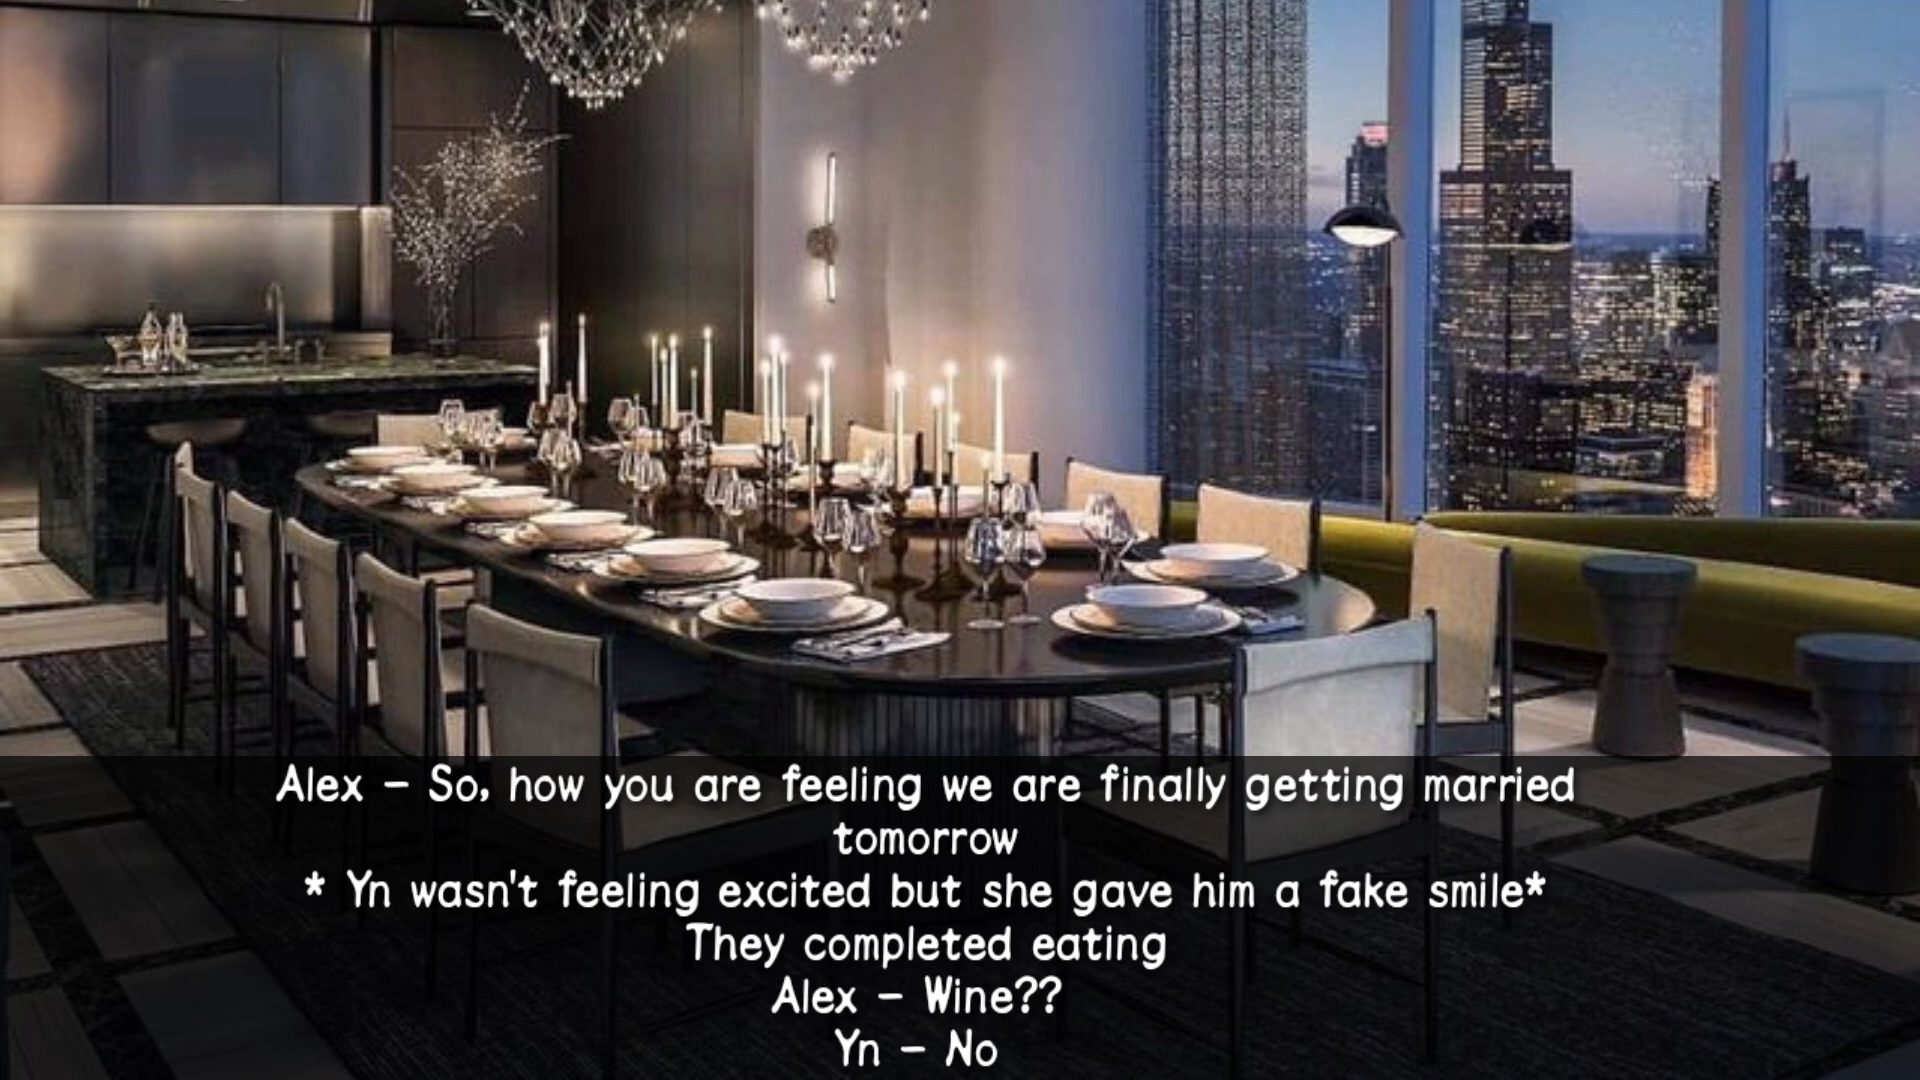 Alex - So, how you are feeling we are finally getting married
tomorrow
* Yn wasn't feeling excited but she gave him a fake smile*
They completed eating
Alex - Wine??
Yn - No